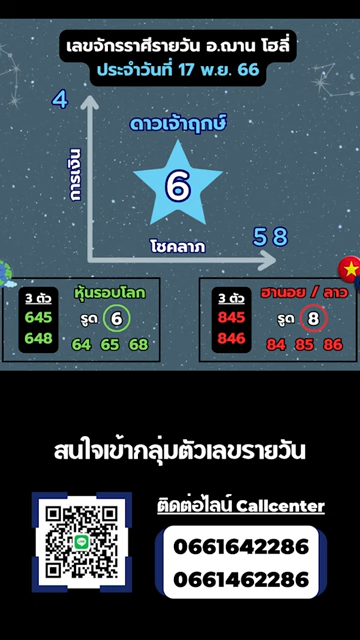 เลขจักรราศีรายวัน อ.ฌาน โฮลี่
ประจำวันที่ 17 พ.ย. 66
4
ดาวเจ้าฤกษ์
การเงิน
6
โชคลาภ
5 8
3 ตัว
645
648
หุ้นรอบโลก
รูด 6
64 65 68
3 ตัว
845
846
ฮานอย / ลาว
รูด 8
84 85 86
สนใจเข้ากลุ่มตัวเลขรายวัน
ติดต่อไลน์ Callcenter
0661642286
0661462286